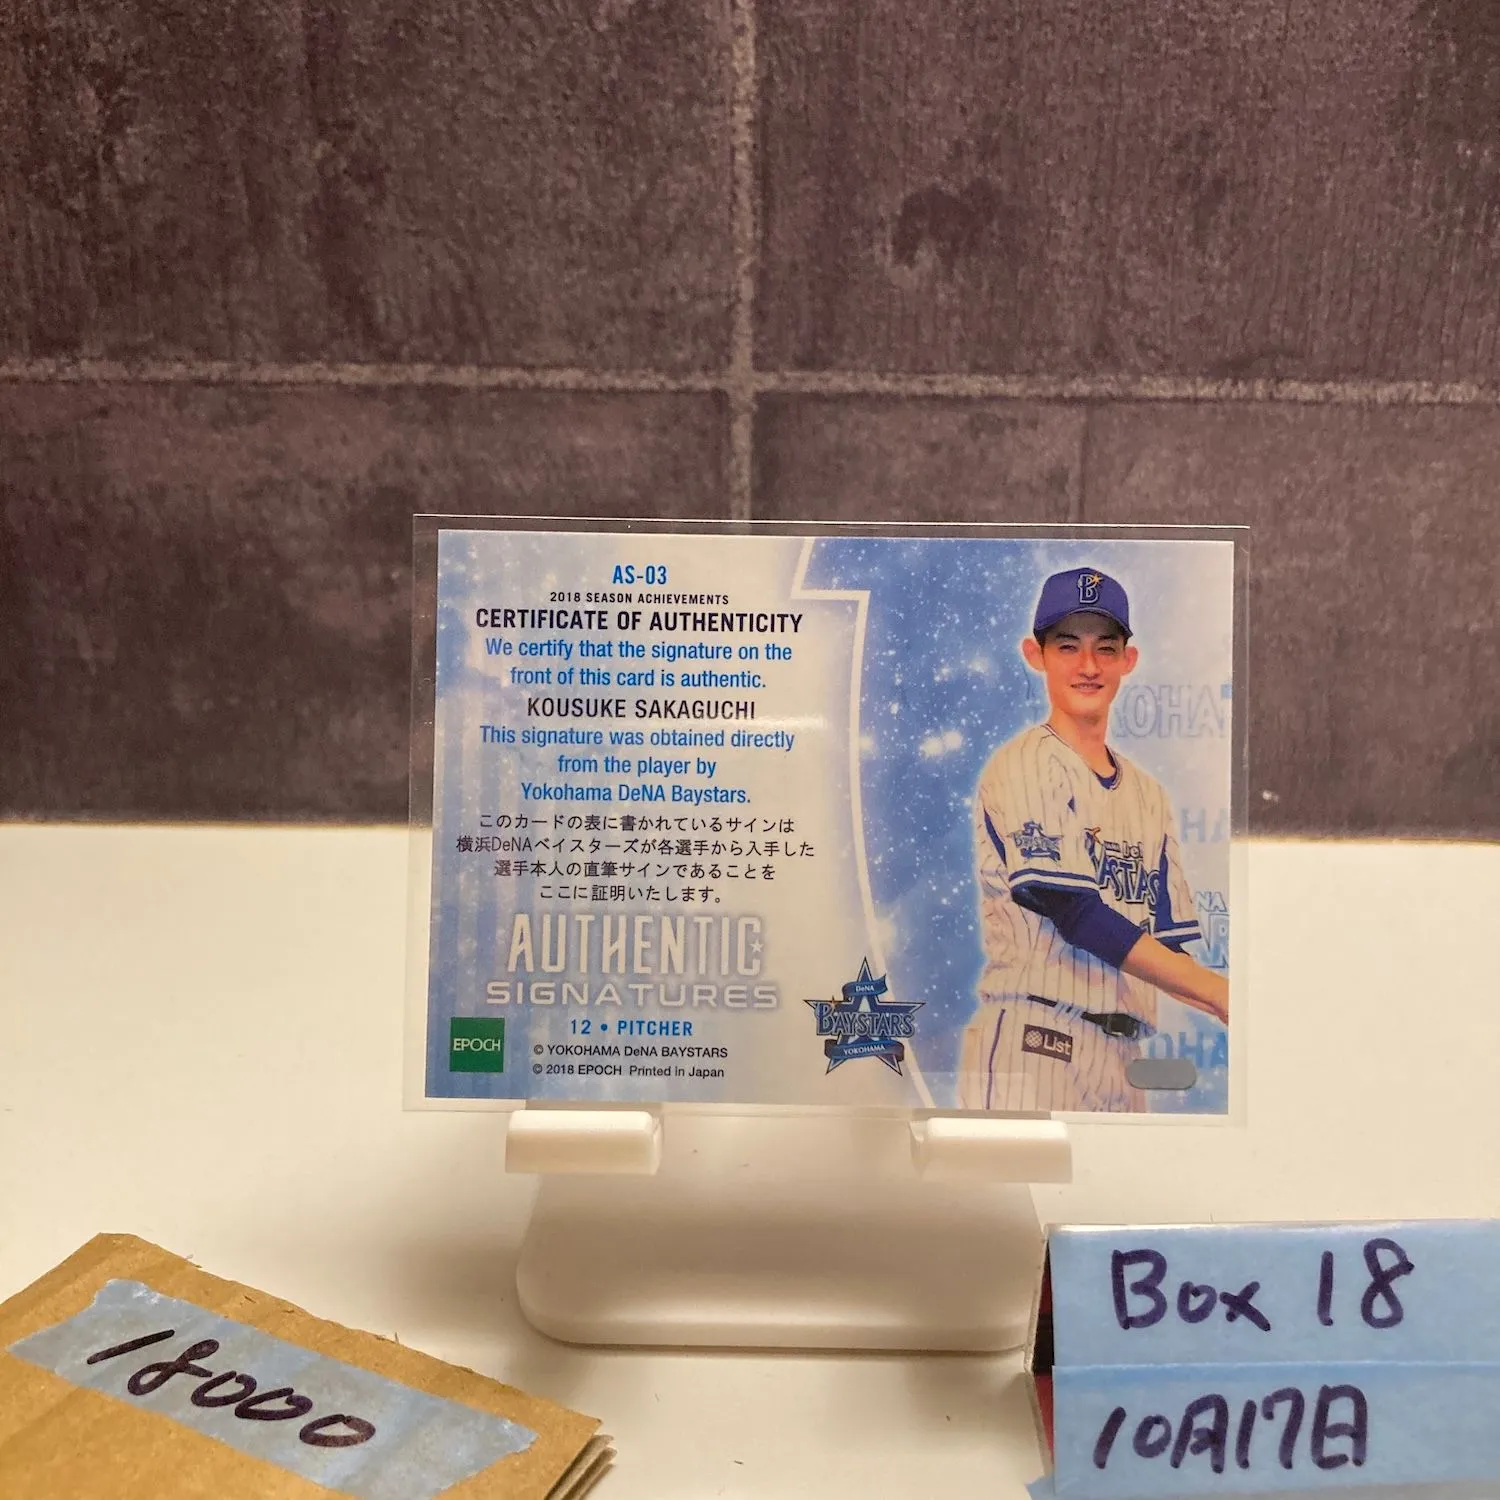 AS-03
2018 SEASON ACHIEVEMENTS
CERTIFICATE OF AUTHENTICITY
We certify that the signature on the
front of this card is authentic.
KOUSUKE SAKAGUCHI
This signature was obtained directly
from the player by
Yokohama DeNA Baystars.
このカードの表に書かれているサインは
横浜DeNAベイスターズが各選手から入手した
選手本人の直筆サインであることを
ここに証明いたします。
AUTHENTIC
SIGNATURES
12 • PITCHER
EPOCH
© YOKOHAMA DeNA BAYSTARS
© 2018 EPOCH Printed in Japan
DeNA
BAYSTARS
YOKOHAMA
B
List
18000
Box 18
10月17日